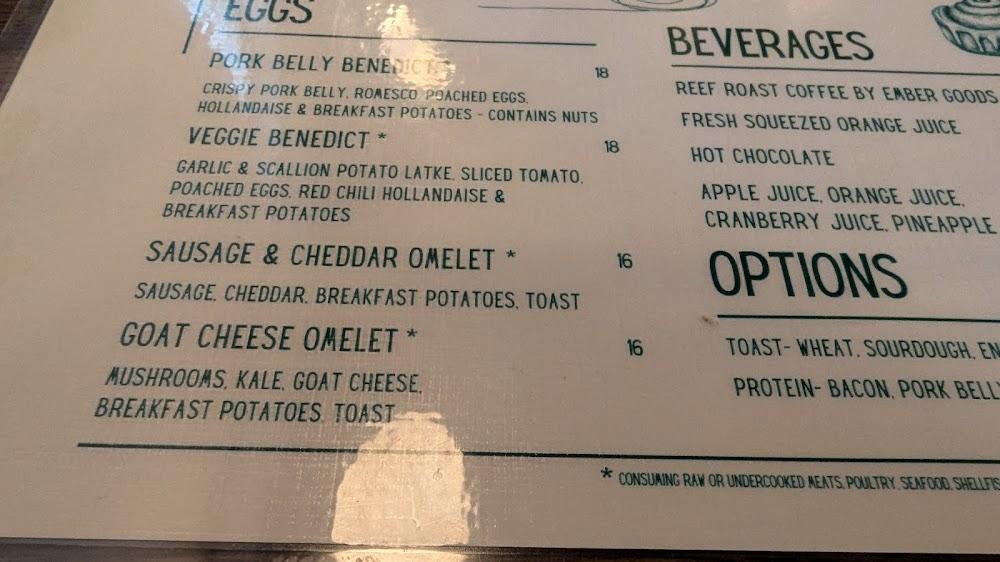 EGGS
PORK BELLY BENEDICT * 18
CRISPY PORK BELLY, ROMESCO, POACHED EGGS,
HOLLANDAISE & BREAKFAST POTATOES - CONTAINS NUTS
VEGGIE BENEDICT * 18
GARLIC & SCALLION POTATO LATKE, SLICED TOMATO,
POACHED EGGS, RED CHILI HOLLANDAISE &
BREAKFAST POTATOES
SAUSAGE & CHEDDAR OMELET * 16
SAUSAGE, CHEDDAR, BREAKFAST POTATOES, TOAST
GOAT CHEESE OMELET * 16
MUSHROOMS, KALE, GOAT CHEESE,
BREAKFAST POTATOES, TOAST
BEVERAGES
REEF ROAST COFFEE BY EMBER GOODS
FRESH SQUEEZED ORANGE JUICE
HOT CHOCOLATE
APPLE JUICE, ORANGE JUICE,
CRANBERRY JUICE, PINEAPPLE
OPTIONS
TOAST- WHEAT, SOURDOUGH, EN
PROTEIN- BACON, PORK BELLY
* CONSUMING RAW OR UNDERCOOKED MEATS, POULTRY, SEAFOOD, SHELLFIS